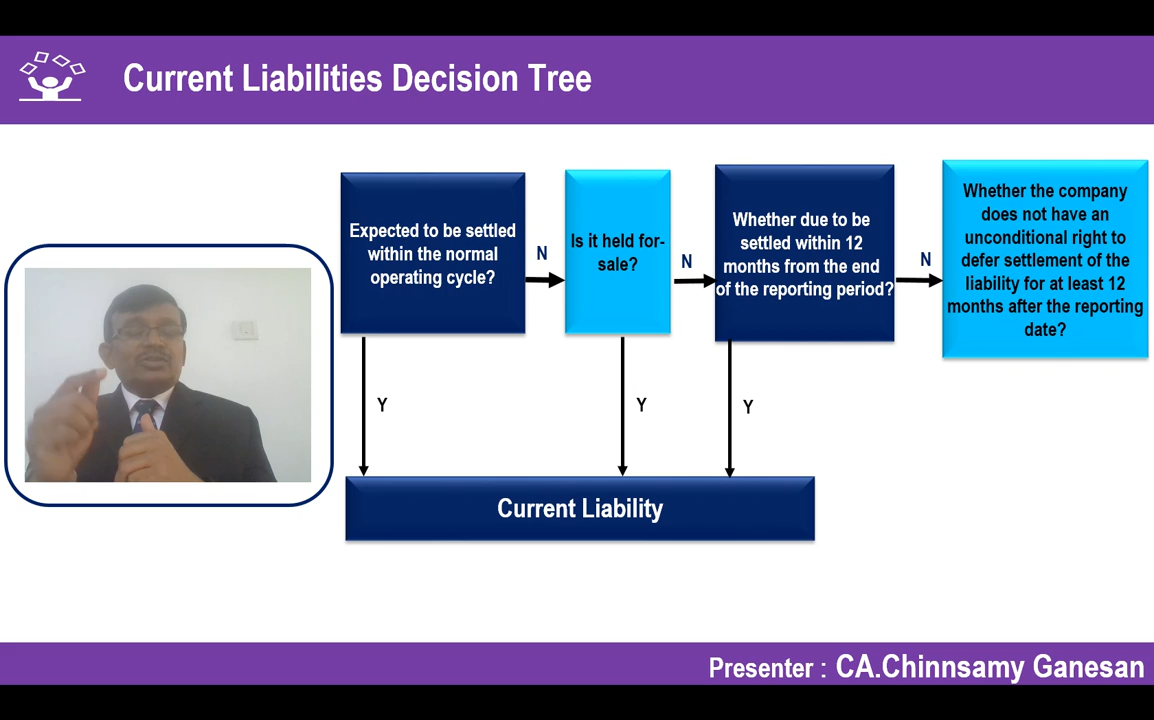 Current Liabilities Decision Tree
Expected to be settled
within the normal
operating cycle?
N
Is it held for-
sale?
N
Whether due to be
settled within 12
months from the end
of the reporting period?
N
Whether the company
does not have an
unconditional right to
defer settlement of the
liability for at least 12
months after the reporting
date?
Y
Y
Y
Current Liability
Presenter : CA.Chinnsamy Ganesan